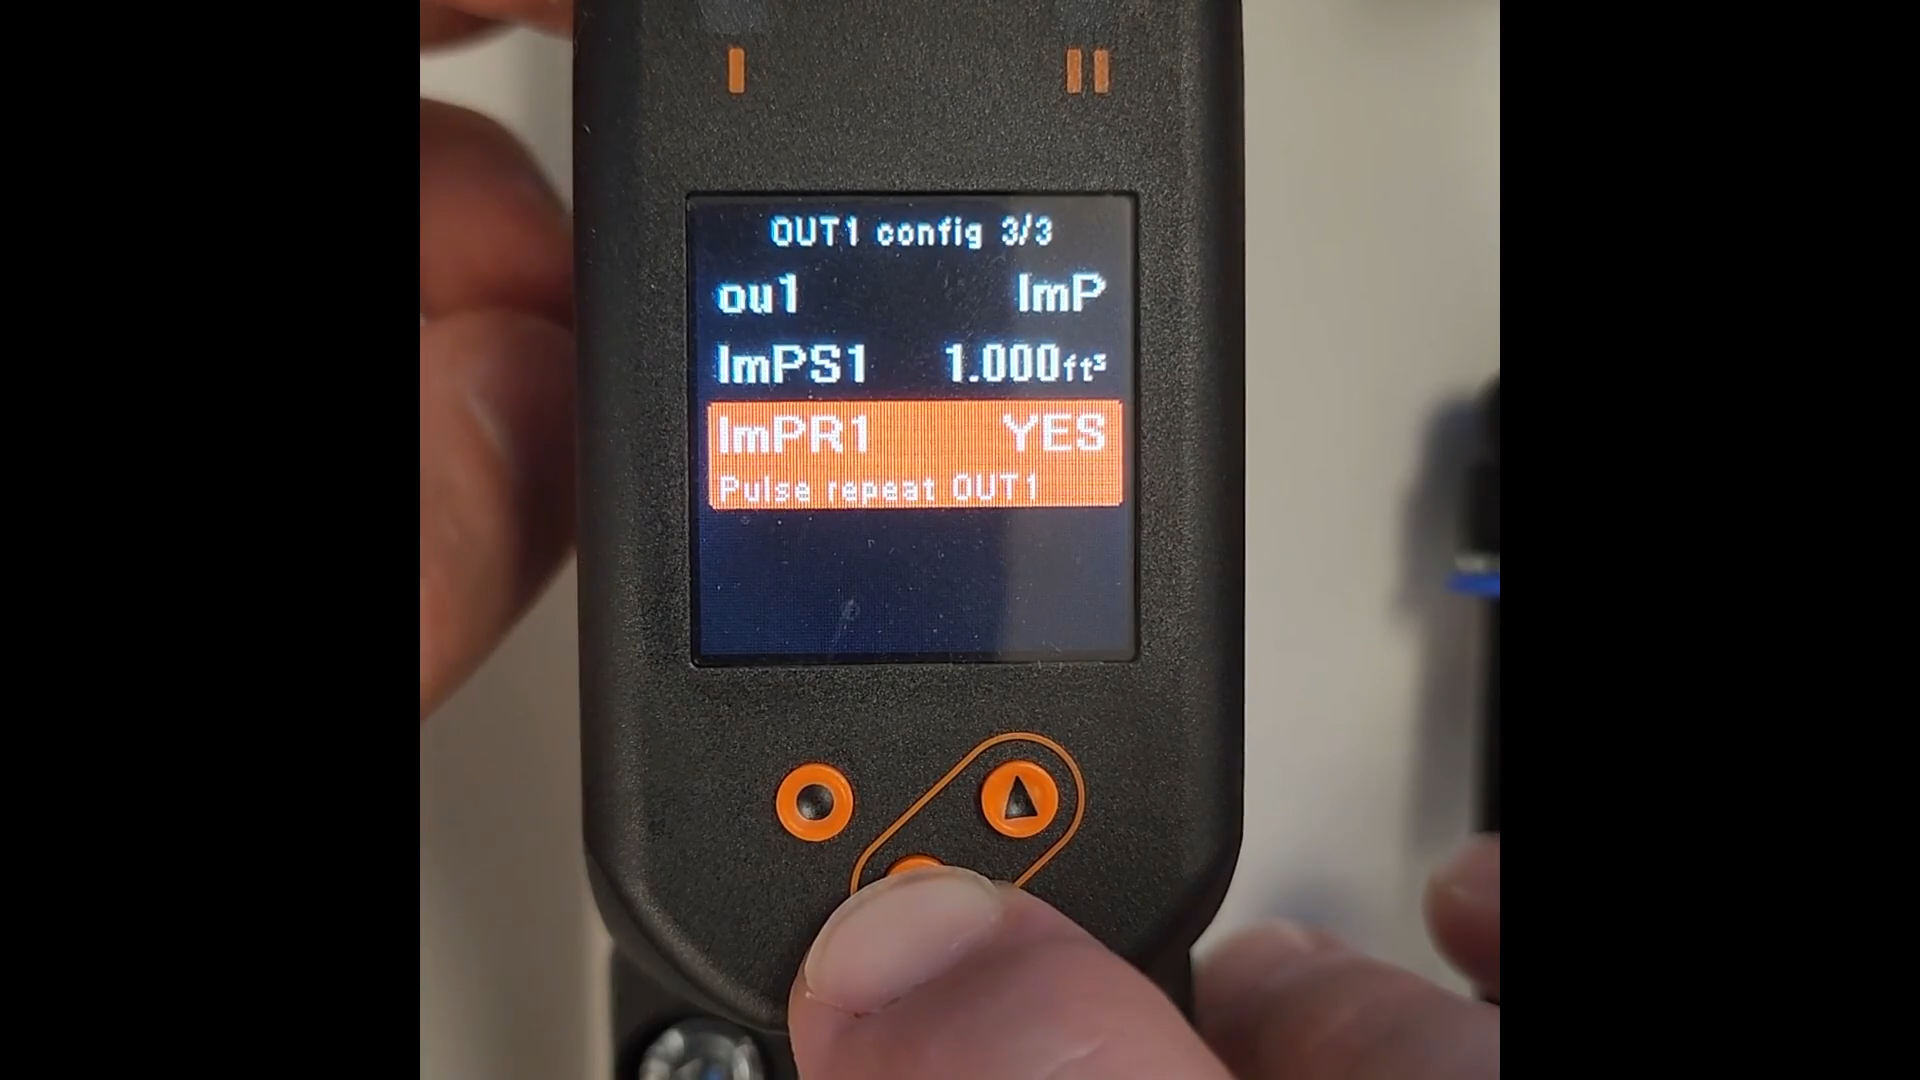 OUT1 config 3/3
ou1 ImP
ImPS1 1.000ft³
ImPR1 YES
Pulse repeat OUT1